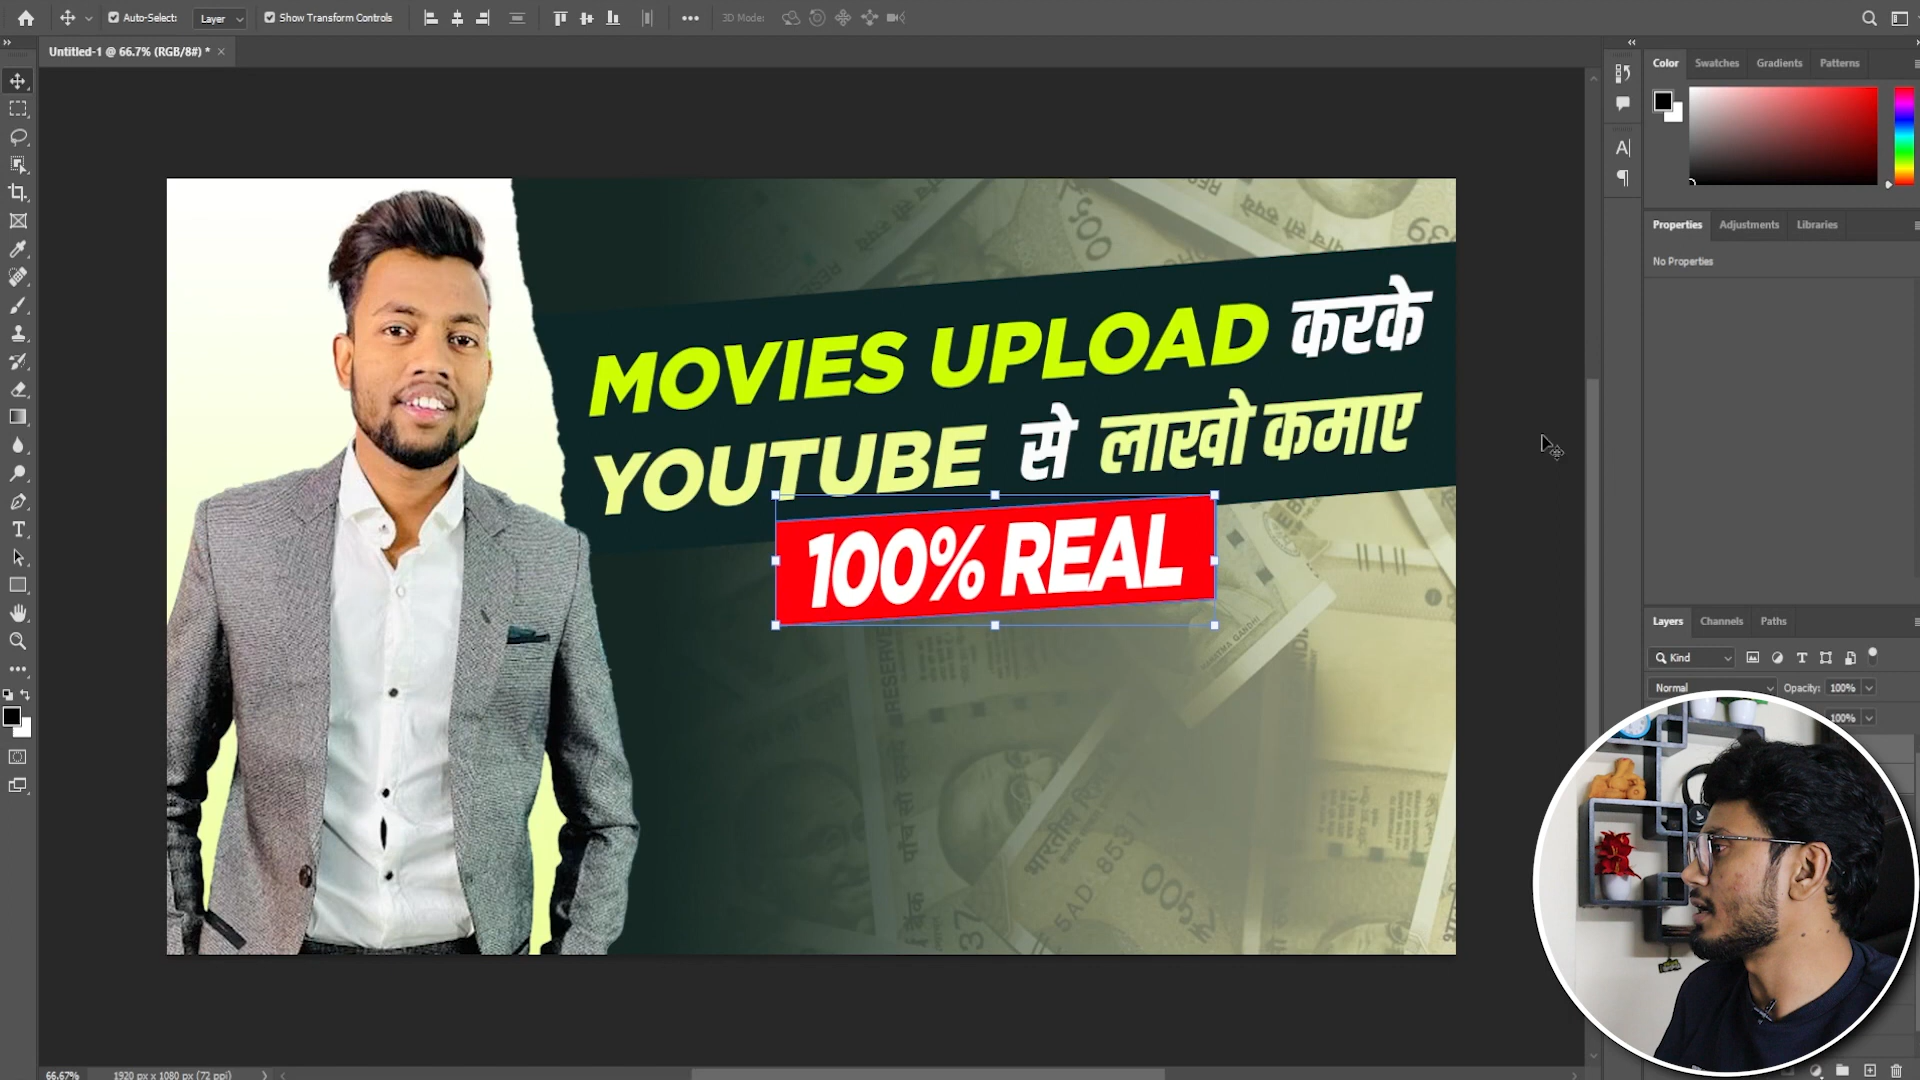 Auto-Select:
Layer
Show Transform Controls
3D Mode:
Untitled-1 @ 66.7% (RGB/8#) *
Color
Swatches
Gradients
Patterns
Properties
Adjustments
Libraries
No Properties
MOVIES UPLOAD करके
YOUTUBE से लाखो कमाए
100% REAL
Layers
Channels
Paths
Kind
Normal
Opacity: 100%
100%
66.67%
1920 px x 1080 px (72 ppi)